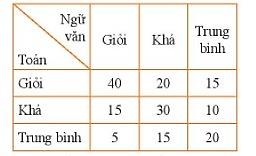 Ngữ văn
Toán
Giỏi Khá Trung bình
Giỏi 40 20 15
Khá 15 30 10
Trung bình 5 15 20